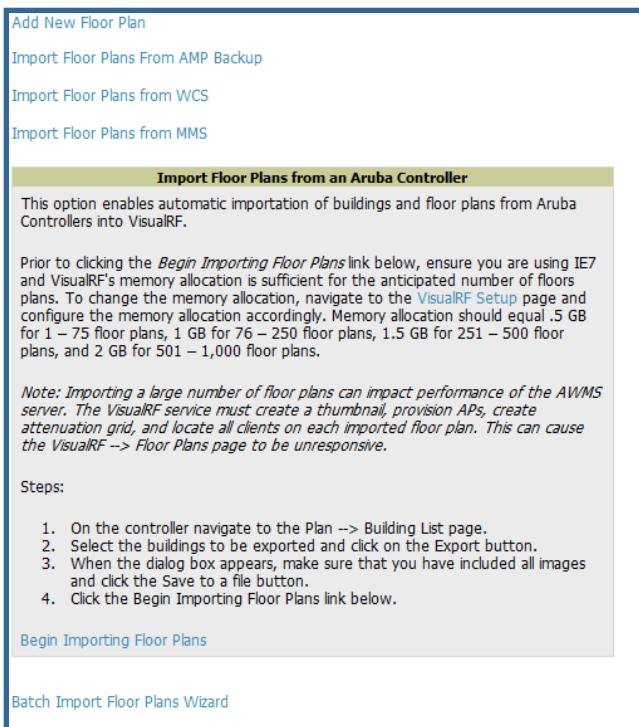 Add New Floor Plan
Import Floor Plans From AMP Backup
Import Floor Plans from WCS
Import Floor Plans from MMS
Import Floor Plans from an Aruba Controller
This option enables automatic importation of buildings and floor plans from Aruba
Controllers into VisualRF.
Prior to clicking the Begin Importing Floor Plans link below, ensure you are using IE7
and VisualRF's memory allocation is sufficient for the anticipated number of floors
plans. To change the memory allocation, navigate to the VisualRF Setup page and
configure the memory allocation accordingly. Memory allocation should equal .5 GB
for 1 – 75 floor plans, 1 GB for 76 – 250 floor plans, 1.5 GB for 251 – 500 floor
plans, and 2 GB for 501 – 1,000 floor plans.
Note: Importing a large number of floor plans can impact performance of the AWMS
server. The VisualRF service must create a thumbnail, provision APs, create
attenuation grid, and locate all clients on each imported floor plan. This can cause
the VisualRF --> Floor Plans page to be unresponsive.
Steps:
1. On the controller navigate to the Plan --> Building List page.
2. Select the buildings to be exported and click on the Export button.
3. When the dialog box appears, make sure that you have included all images
and click the Save to a file button.
4. Click the Begin Importing Floor Plans link below.
Begin Importing Floor Plans
Batch Import Floor Plans Wizard